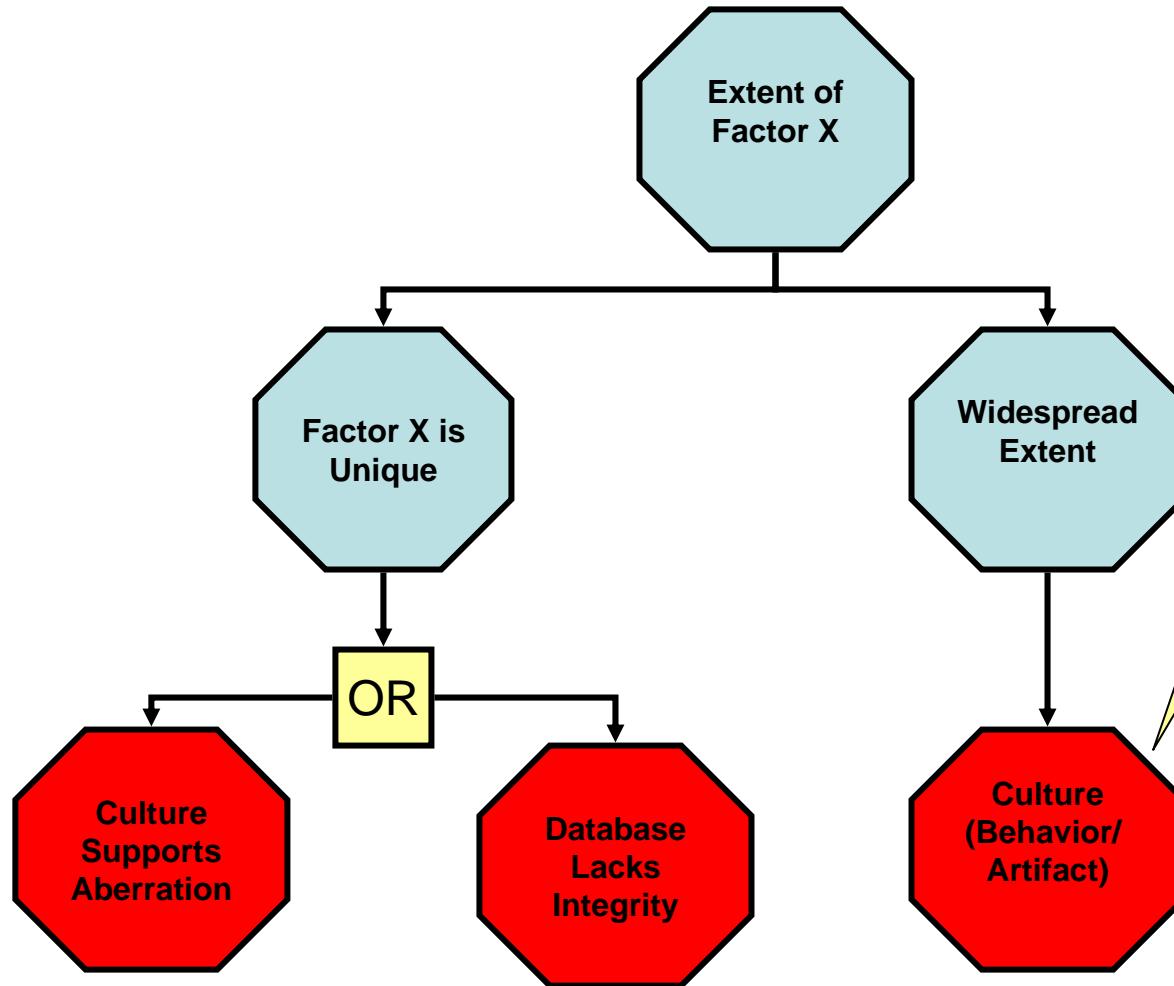 Extent of
Factor X
Factor X is
Unique
Widespread
Extent
OR
Culture
Supports
Aberration
Database
Lacks
Integrity
Culture
(Behavior/
Artifact)